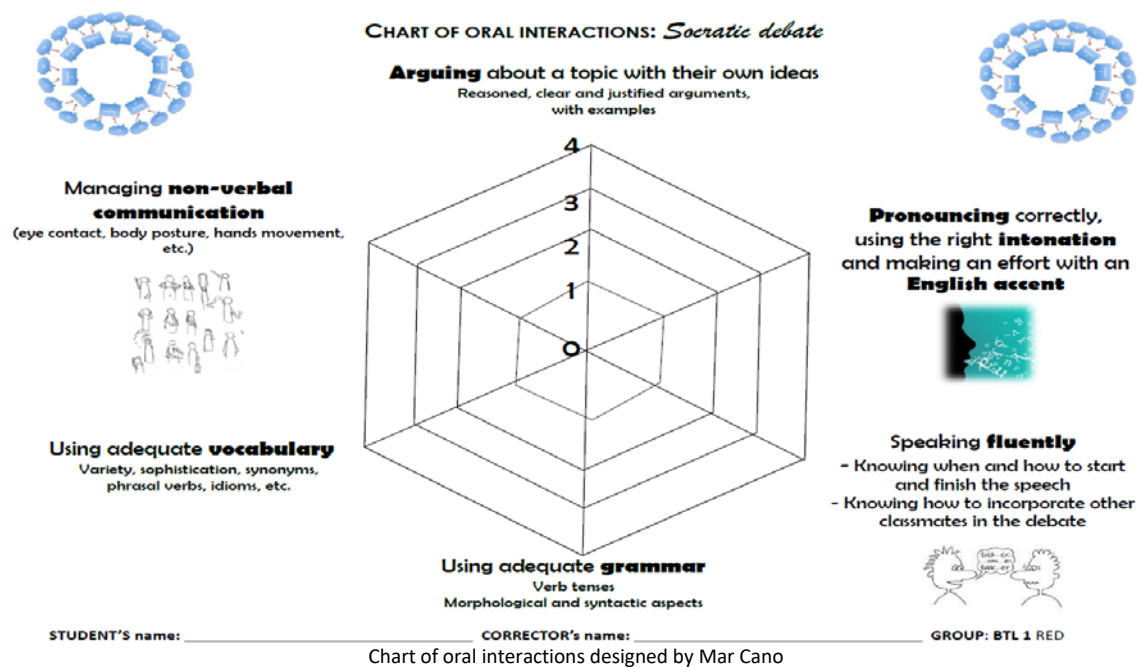 CHART OF ORAL INTERACTIONS: Socratic debate
Arguing about a topic with their own ideas
Reasoned, clear and justified arguments,
with examples
4
3
2
1
0
Managing non-verbal
communication
(eye contact, body posture, hands movement,
etc.)
Pronouncing correctly,
using the right intonation
and making an effort with an
English accent
Using adequate vocabulary
Variety, sophistication, synonyms,
phrasal verbs, idioms, etc.
Speaking fluently
- Knowing when and how to start
and finish the speech
- Knowing how to incorporate other
classmates in the debate
Using adequate grammar
Verb tenses
Morphological and syntactic aspects
STUDENT'S name: ______________ CORRECTOR's name: ______________ GROUP: BTL 1 RED
Chart of oral interactions designed by Mar Cano